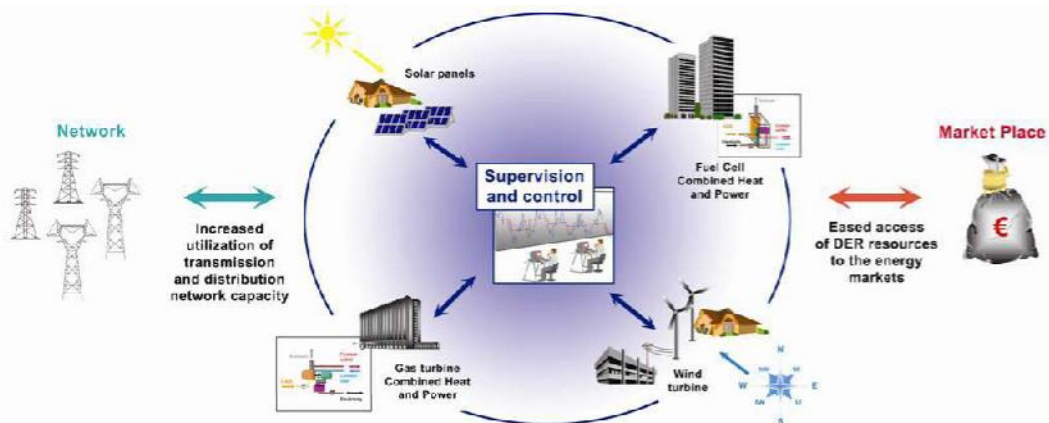 Solar panels
Network
Market Place
Supervision
and control
Fuel Cell
Combined Heat
and Power
Increased
utilization of
transmission
and distribution
network capacity
Eased access
of DER resources
to the energy
markets
€
Gas turbine
Combined Heat
and Power
Wind
turbine
N
W
E
S